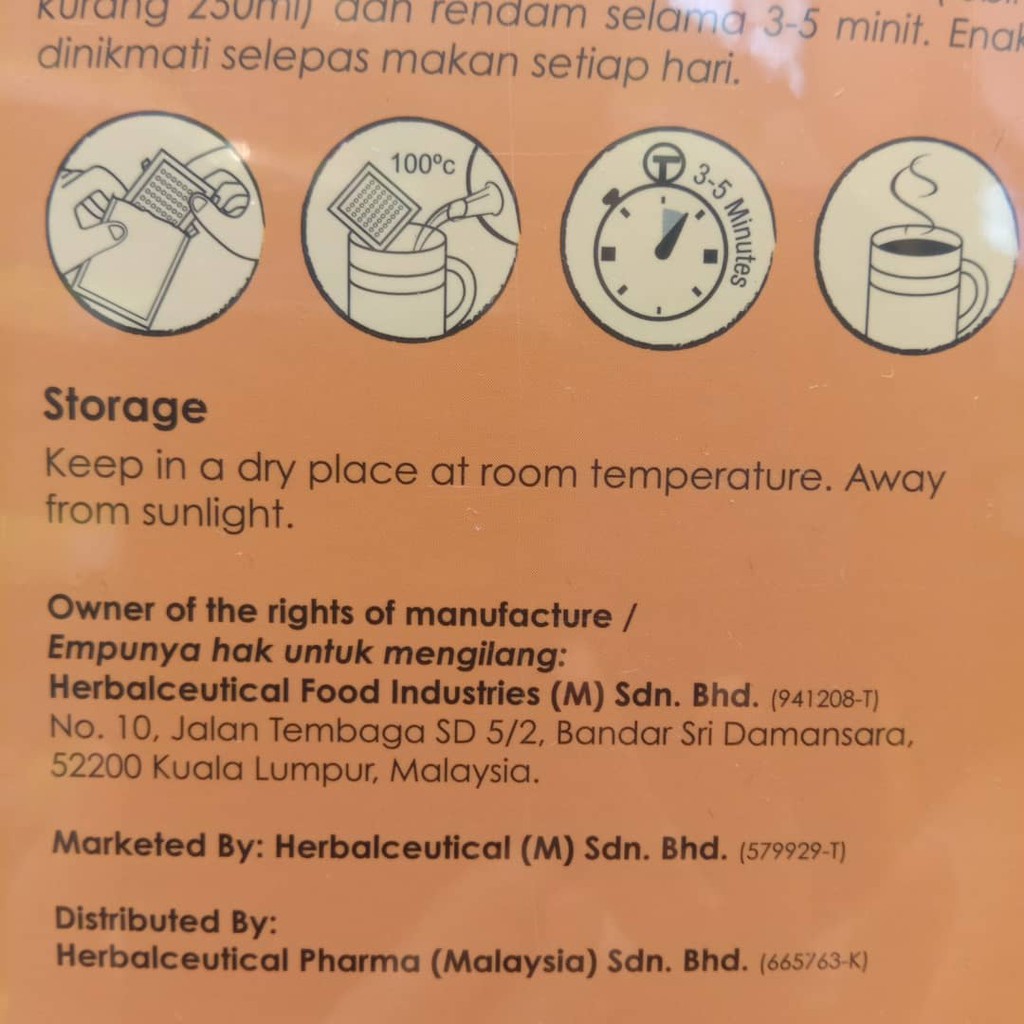 kurang 250ml) dan rendam selama 3-5 minit. Enak
dinikmati selepas makan setiap hari.
100ºc
3-5 Minutes
Storage
Keep in a dry place at room temperature. Away
from sunlight.
Owner of the rights of manufacture /
Empunya hak untuk mengilang:
Herbalceutical Food Industries (M) Sdn. Bhd. (941208-T)
No. 10, Jalan Tembaga SD 5/2, Bandar Sri Damansara,
52200 Kuala Lumpur, Malaysia.
Marketed By: Herbalceutical (M) Sdn. Bhd. (579929-T)
Distributed By:
Herbalceutical Pharma (Malaysia) Sdn. Bhd. (665763-K)